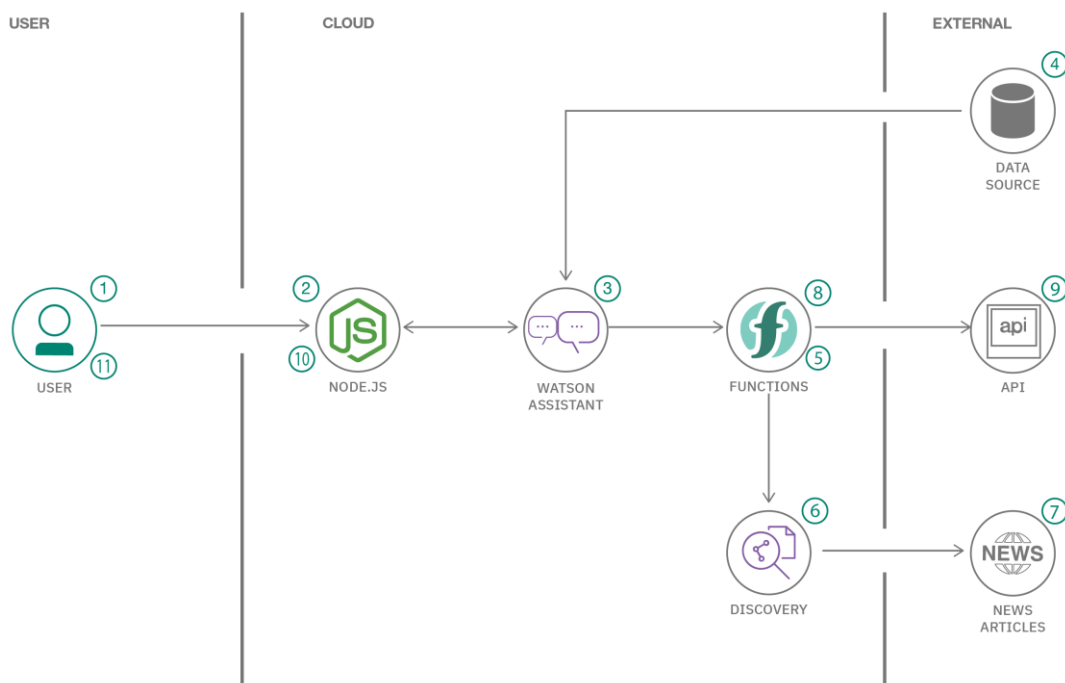 USER
CLOUD
EXTERNAL
4
DATA
SOURCE
1
11
USER
2
10
JS
NODE.JS
3
WATSON
ASSISTANT
8
5
FUNCTIONS
9
api
API
6
DISCOVERY
7
NEWS
NEWS
ARTICLES